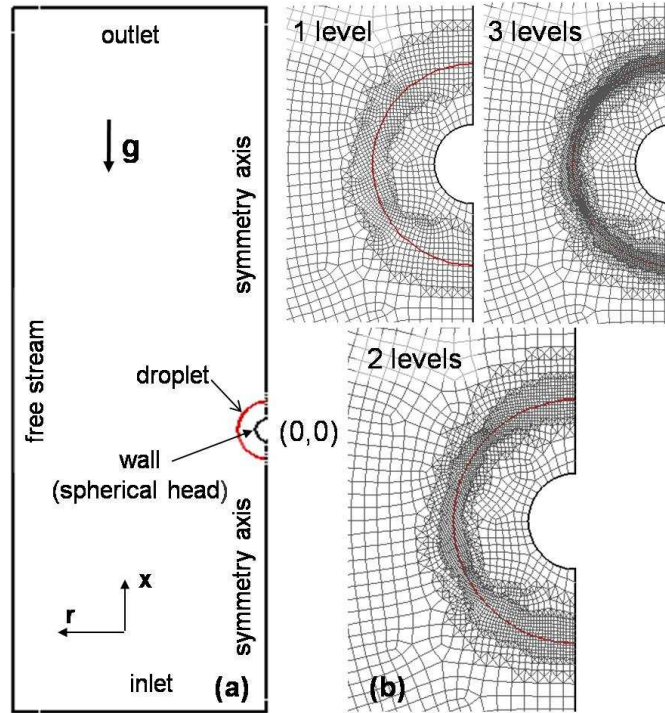 outlet
g
symmetry axis
free stream
droplet
(0,0)
wall
(spherical head)
symmetry axis
x
r
inlet
(a)
1 level
3 levels
2 levels
(b)